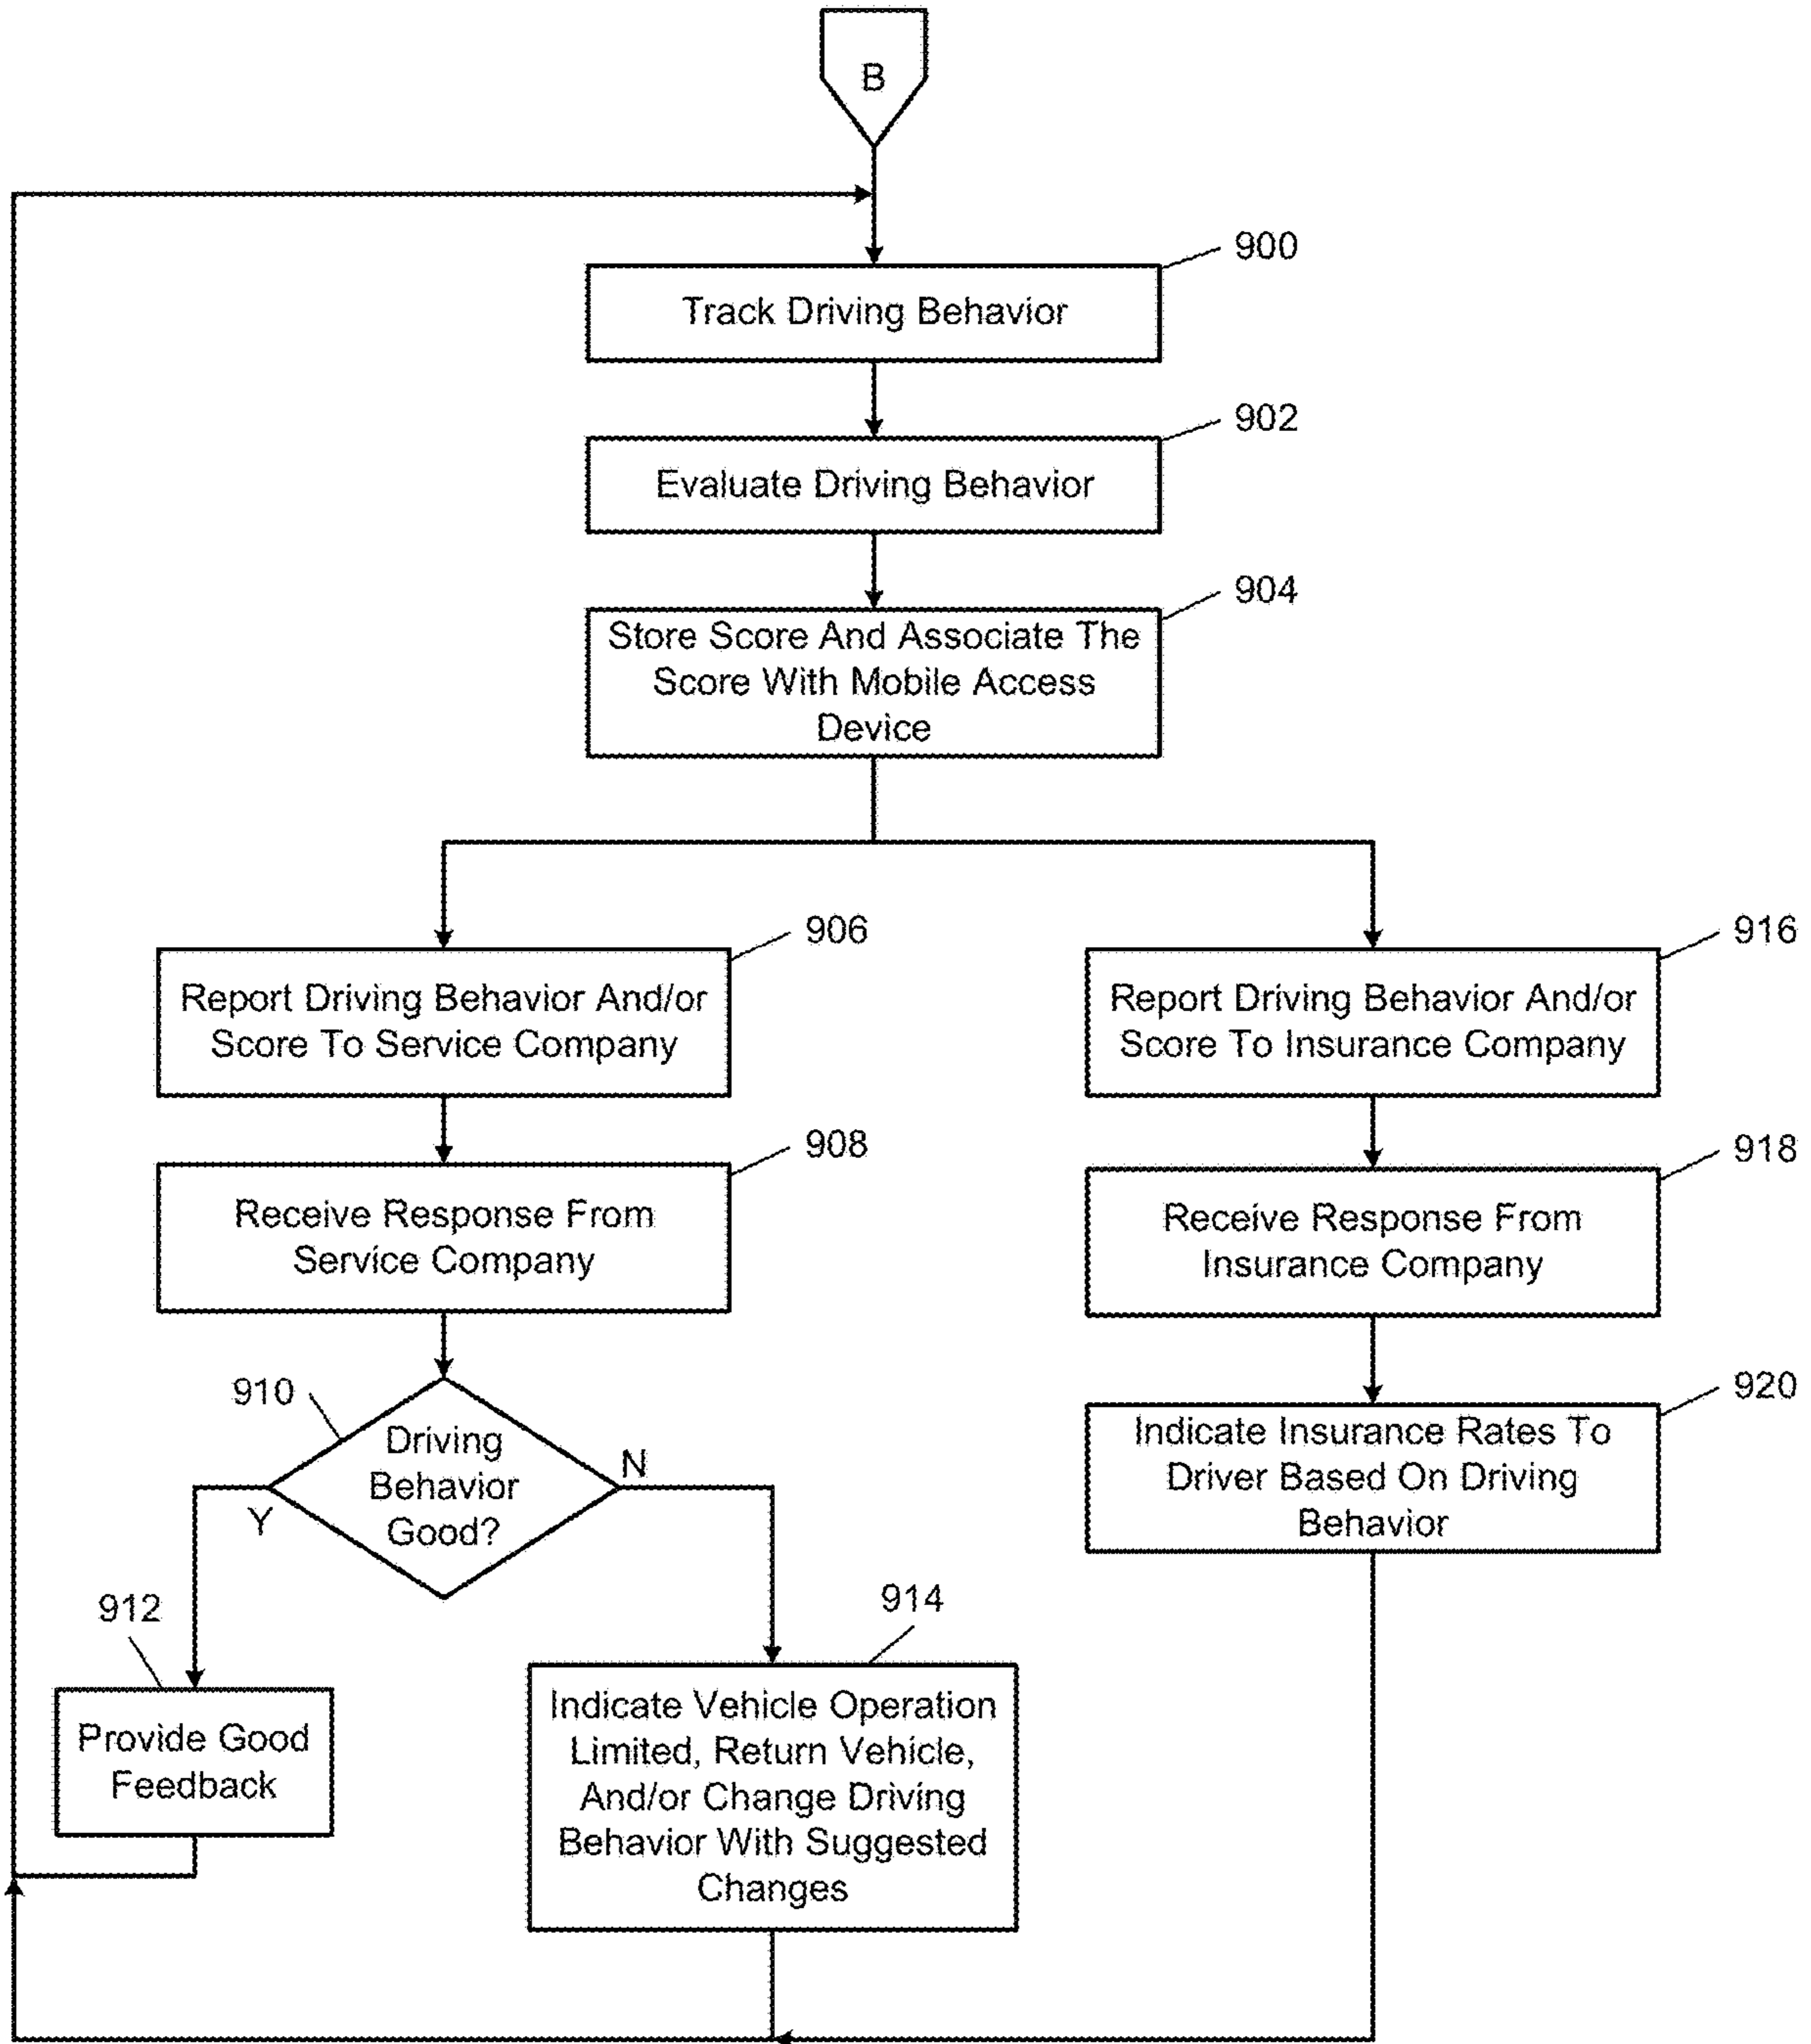 B
900
Track Driving Behavior
902
Evaluate Driving Behavior
904
Store Score And Associate The
Score With Mobile Access
Device
906
Report Driving Behavior And/or
Score To Service Company
916
Report Driving Behavior And/or
Score To Insurance Company
908
Receive Response From
Service Company
918
Receive Response From
Insurance Company
910
Driving
Behavior
Good?
Y
N
920
Indicate Insurance Rates To
Driver Based On Driving
Behavior
912
Provide Good
Feedback
914
Indicate Vehicle Operation
Limited, Return Vehicle,
And/or Change Driving
Behavior With Suggested
Changes